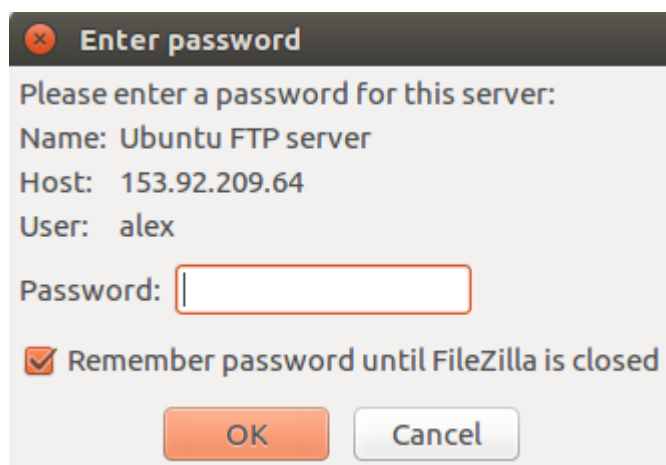 Enter password
Please enter a password for this server:
Name: Ubuntu FTP server
Host: 153.92.209.64
User: alex
Password:
Remember password until FileZilla is closed
OK Cancel